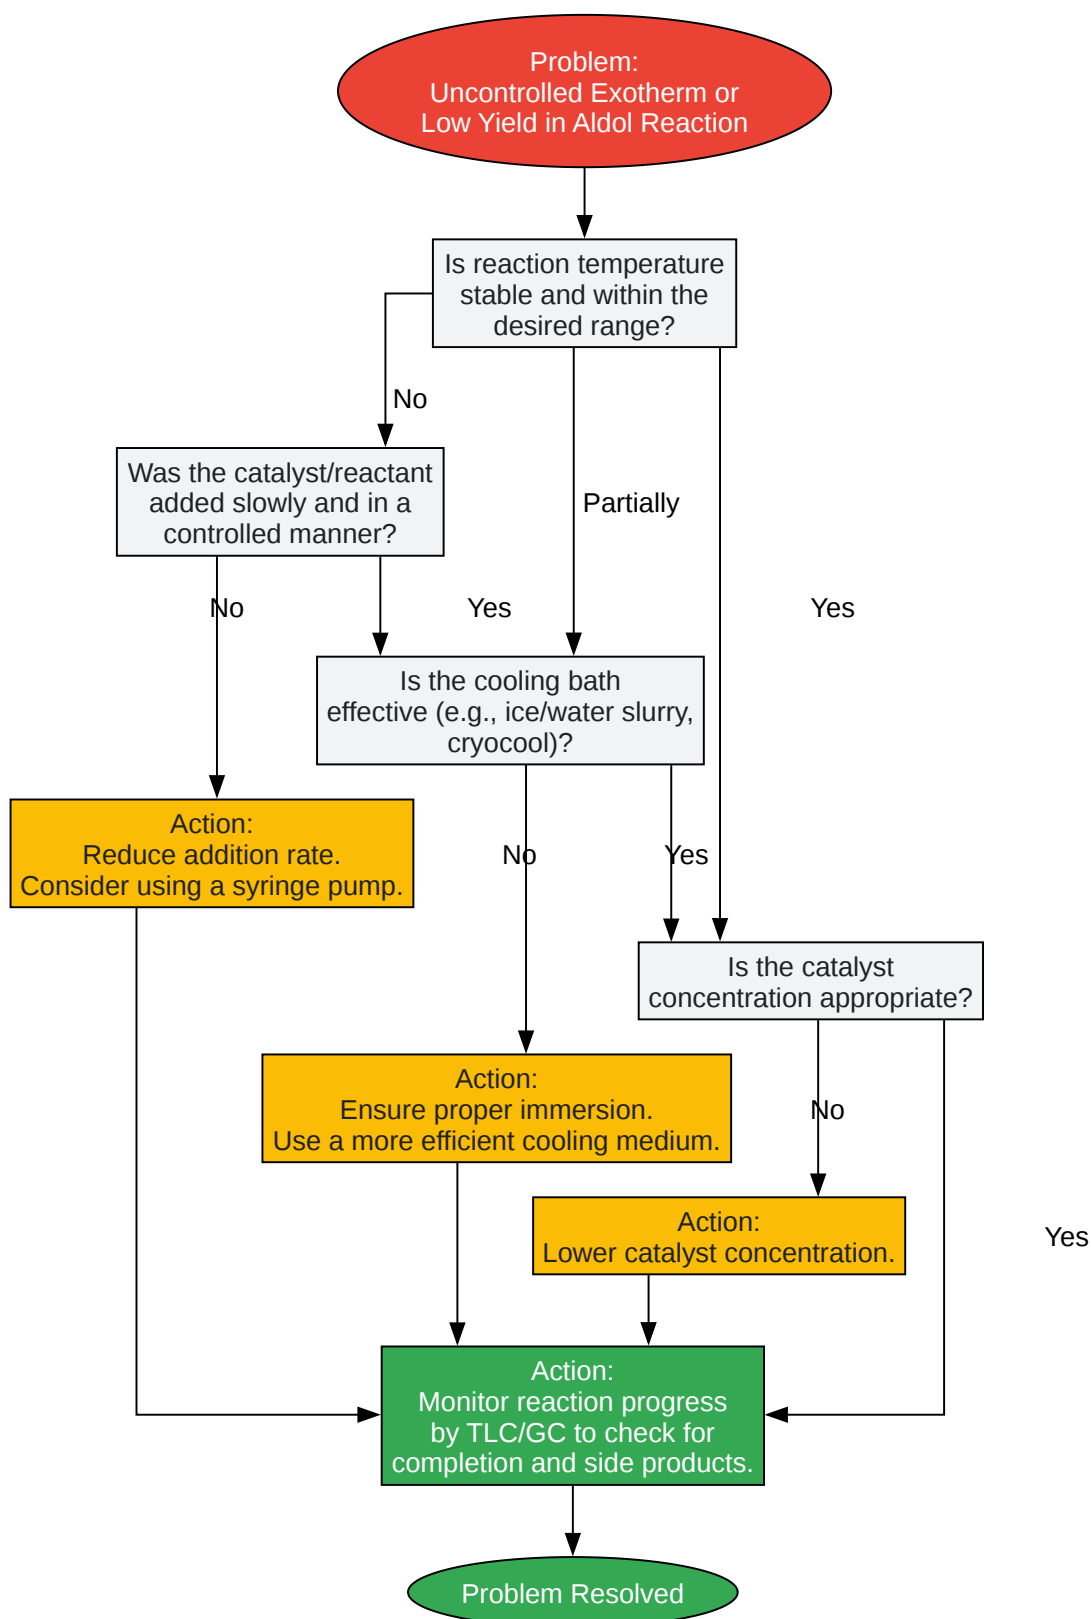 Problem:
Uncontrolled Exotherm or
Low Yield in Aldol Reaction
Is reaction temperature
stable and within the
desired range?
No
Was the catalyst/reactant
added slowly and in a
controlled manner?
Partially
No
Yes
Yes
Is the cooling bath
effective (e.g., ice/water slurry,
cryocool)?
Action:
Reduce addition rate.
Consider using a syringe pump.
No
Yes
Is the catalyst
concentration appropriate?
Action:
Ensure proper immersion.
Use a more efficient cooling medium.
No
Action:
Lower catalyst concentration.
Yes
Action:
Monitor reaction progress
by TLC/GC to check for
completion and side products.
Problem Resolved